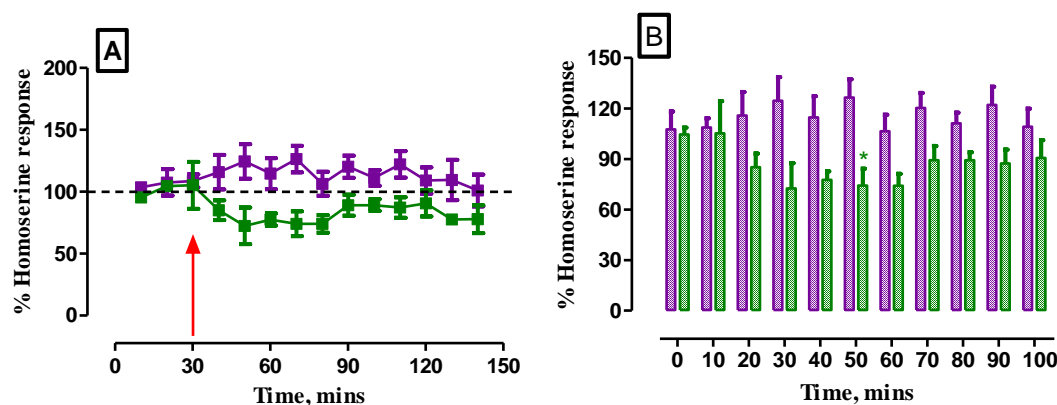 A
% Homoserine response
200
150
100
50
0
0 30 60 90 120 150
Time, mins
B
% Homoserine response
150
120
90
60
30
0
*
0 10 20 30 40 50 60 70 80 90 100
Time, mins